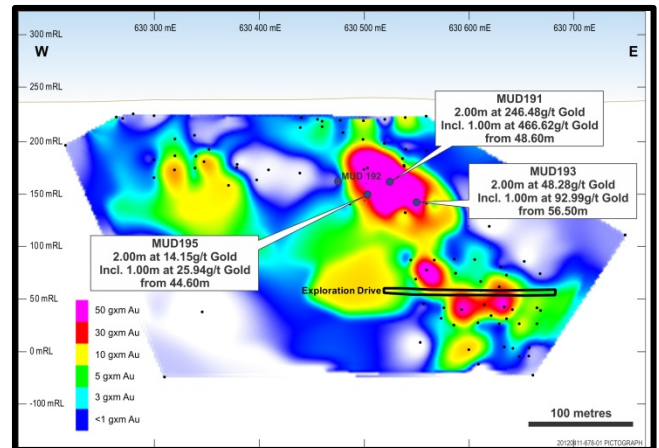 630 300 mE 630 400 mE 630 500 mE 630 600 mE 630 700 mE
300 mRL
W E
250 mRL
MUD191
2.00m at 246.48g/t Gold
Incl. 1.00m at 466.62g/t Gold
from 48.60m
200 mRL
MUD 192
MUD193
2.00m at 48.28g/t Gold
Incl. 1.00m at 92.99g/t Gold
from 56.50m
150 mRL
100 mRL
MUD195
2.00m at 14.15g/t Gold
Incl. 1.00m at 25.94g/t Gold
from 44.60m
Exploration Drive
50 mRL
0 mRL
-100 mRL
50 gxm Au
30 gxm Au
10 gxm Au
5 gxm Au
3 gxm Au
<1 gxm Au
100 metres
20120811-678-01 PICTOGRAPH